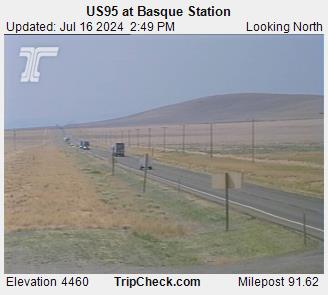 US95 at Basque Station
Updated: Jul 16 2024 2:49 PM Looking North
Elevation 4460 TripCheck.com Milepost 91.62